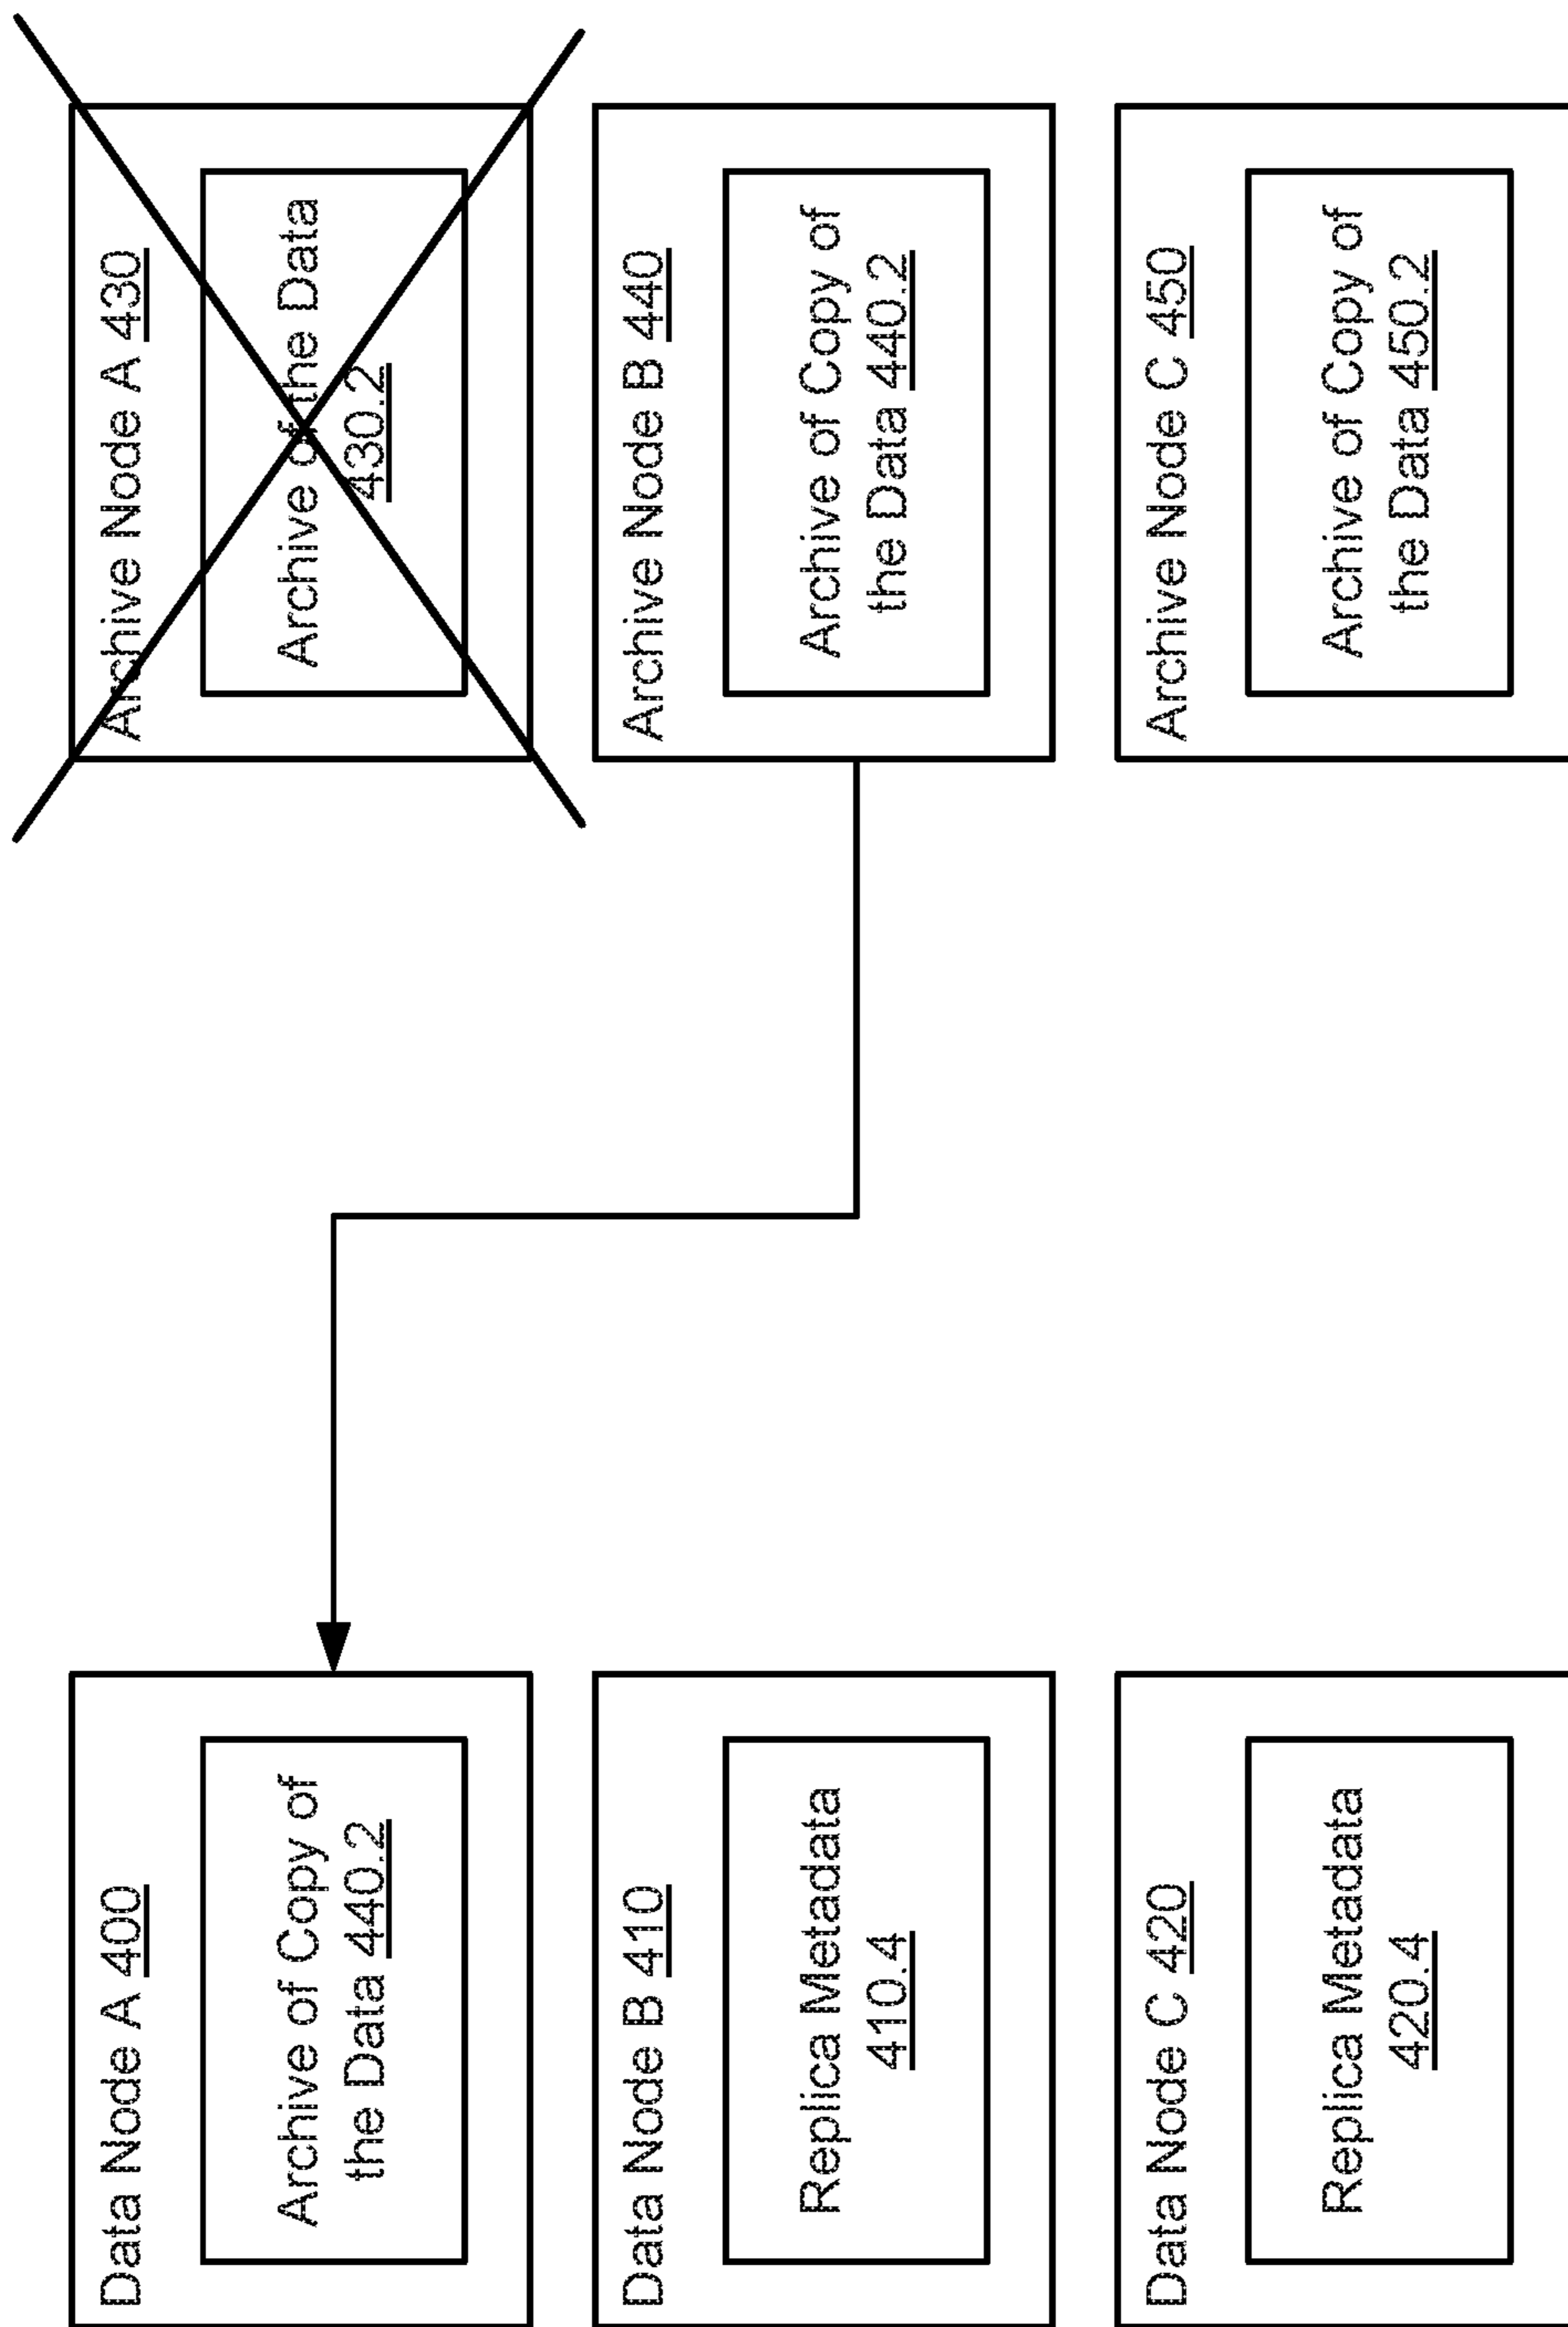 Data Node A 400
Archive of Copy of
the Data 440.2
Archive Node A 430
Archive of the Data
430.2
Data Node B 410
Replica Metadata
410.4
Archive Node B 440
Archive of Copy of
the Data 440.2
Data Node C 420
Replica Metadata
420.4
Archive Node C 450
Archive of Copy of
the Data 450.2